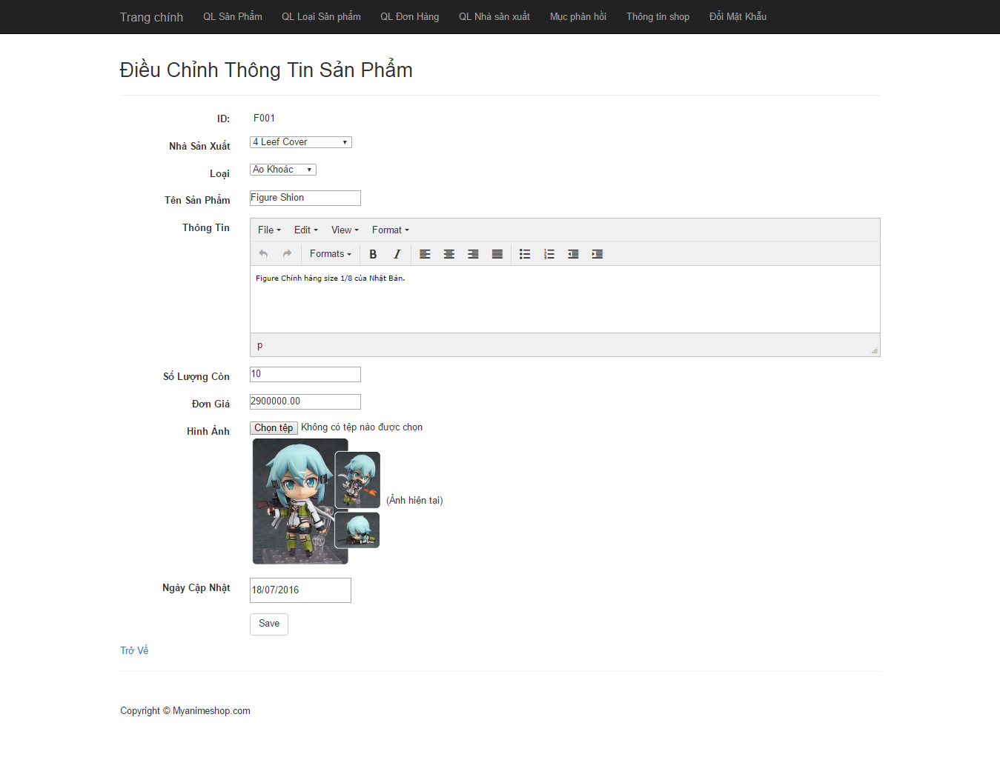 Trang chính QL Sản Phẩm QL Loại Sản phẩm QL Đơn Hàng QL Nhà sản xuất Mục phản hồi Thông tin shop Đổi Mật Khẩu
Điều Chỉnh Thông Tin Sản Phẩm
ID: F001
Nhà Sản Xuất 4 Leef Cover
Loại Ao Khoác
Tên Sản Phẩm Figure Shion
Thông Tin File Edit View Format
Formats B I
Figure Chính hảng size 1/8 của Nhật Bản.
p
Số Lượng Còn 10
Đơn Giá 2900000.00
Hình Ảnh Chọn tệp Không có tệp nào được chọn
(Ảnh hiện tại)
Ngày Cập Nhật 18/07/2016
Save
Trở Về
Copyright © Myanimeshop.com